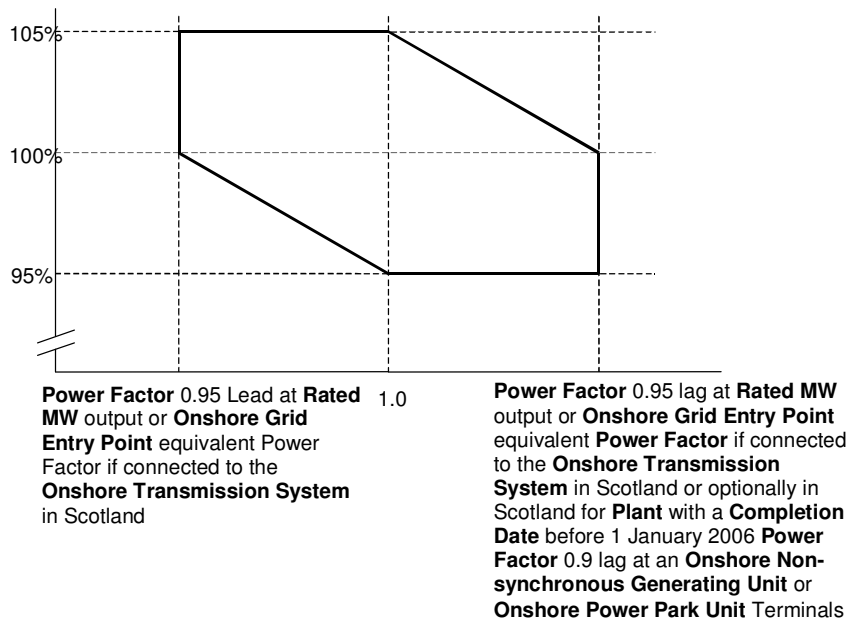 105%
100%
95%
Power Factor 0.95 Lead at Rated
MW output or Onshore Grid
Entry Point equivalent Power
Factor if connected to the
Onshore Transmission System
in Scotland
1.0
Power Factor 0.95 lag at Rated MW
output or Onshore Grid Entry Point
equivalent Power Factor if connected
to the Onshore Transmission
System in Scotland or optionally in
Scotland for Plant with a Completion
Date before 1 January 2006 Power
Factor 0.9 lag at an Onshore Non-
synchronous Generating Unit or
Onshore Power Park Unit Terminals